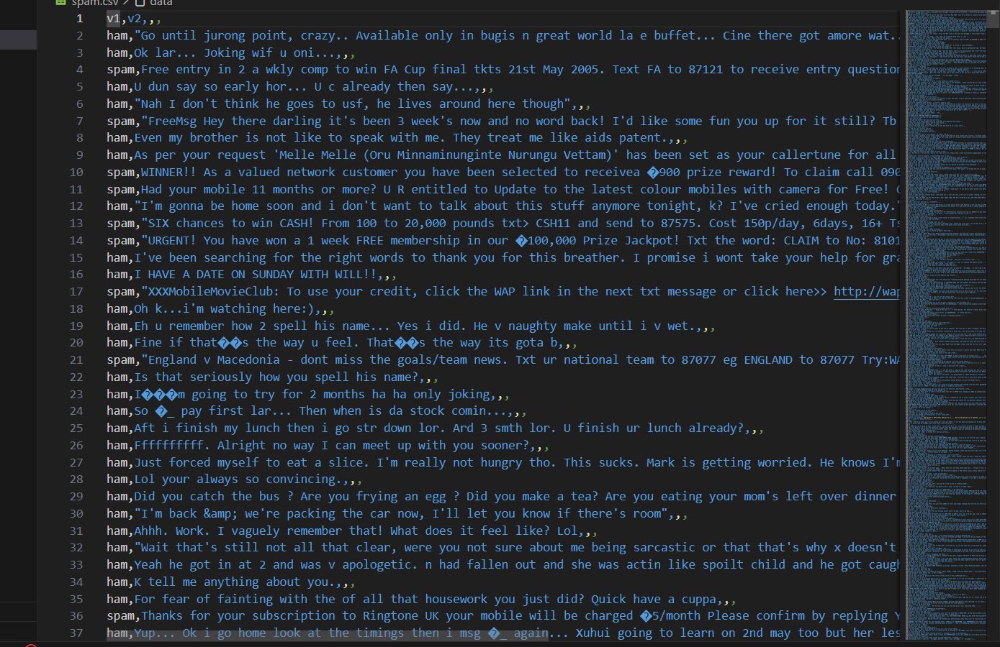 spam.csv > data
1 v1,v2,,,
2 ham,"Go until jurong point, crazy.. Available only in bugis n great world la e buffet... Cine there got amore wat..
3 ham,Ok lar... Joking wif u oni...,,,
4 spam,Free entry in 2 a wkly comp to win FA Cup final tkts 21st May 2005. Text FA to 87121 to receive entry question
5 ham,U dun say so early hor... U c already then say...,,,
6 ham,"Nah I don't think he goes to usf, he lives around here though",,,
7 spam,"FreeMsg Hey there darling it's been 3 week's now and no word back! I'd like some fun you up for it still? Tb
8 ham,Even my brother is not like to speak with me. They treat me like aids patent.,,,
9 ham,As per your request 'Melle Melle (Oru Minnaminunginte Nurungu Vettam)' has been set as your callertune for all
10 spam,WINNER!! As a valued network customer you have been selected to receivea �900 prize reward! To claim call 090
11 spam,Had your mobile 11 months or more? U R entitled to Update to the latest colour mobiles with camera for Free!
12 ham,"I'm gonna be home soon and i don't want to talk about this stuff anymore tonight, k? I've cried enough today."
13 spam,"SIX chances to win CASH! From 100 to 20,000 pounds txt> CSH11 and send to 87575. Cost 150p/day, 6days, 16+ Ts
14 spam,"URGENT! You have won a 1 week FREE membership in our �100,000 Prize Jackpot! Txt the word: CLAIM to No: 8101
15 ham,I've been searching for the right words to thank you for this breather. I promise i wont take your help for gra
16 ham,I HAVE A DATE ON SUNDAY WITH WILL!!,,,
17 spam,"XXXMobileMovieClub: To use your credit, click the WAP link in the next txt message or click here>> http://wap
18 ham,Oh k...i'm watching here:),,,
19 ham,Eh u remember how 2 spell his name... Yes i did. He v naughty make until i v wet.,,,
20 ham,Fine if that��s the way u feel. That��s the way its gota b,,,
21 spam,"England v Macedonia - dont miss the goals/team news. Txt ur national team to 87077 eg ENGLAND to 87077 Try:WA
22 ham,Is that seriously how you spell his name?,,,
23 ham,I���m going to try for 2 months ha ha only joking,,,
24 ham,So �_ pay first lar... Then when is da stock comin...,,,
25 ham,Aft i finish my lunch then i go str down lor. Ard 3 smth lor. U finish ur lunch already?,,,
26 ham,Ffffffffff. Alright no way I can meet up with you sooner?,,,
27 ham,Just forced myself to eat a slice. I'm really not hungry tho. This sucks. Mark is getting worried. He knows I'm
28 ham,Lol your always so convincing.,,,
29 ham,Did you catch the bus ? Are you frying an egg ? Did you make a tea? Are you eating your mom's left over dinner
30 ham,"I'm back &amp; we're packing the car now, I'll let you know if there's room",,,
31 ham,Ahhh. Work. I vaguely remember that! What does it feel like? Lol,,,
32 ham,"Wait that's still not all that clear, were you not sure about me being sarcastic or that that's why x doesn't
33 ham,Yeah he got in at 2 and was v apologetic. n had fallen out and she was actin like spoilt child and he got caugh
34 ham,K tell me anything about you.,,,
35 ham,For fear of fainting with the of all that housework you just did? Quick have a cuppa,,,
36 spam,Thanks for your subscription to Ringtone UK your mobile will be charged �5/month Please confirm by replying Y
37 ham,Yup... Ok i go home look at the timings then i msg �_ again... Xuhui going to learn on 2nd may too but her les